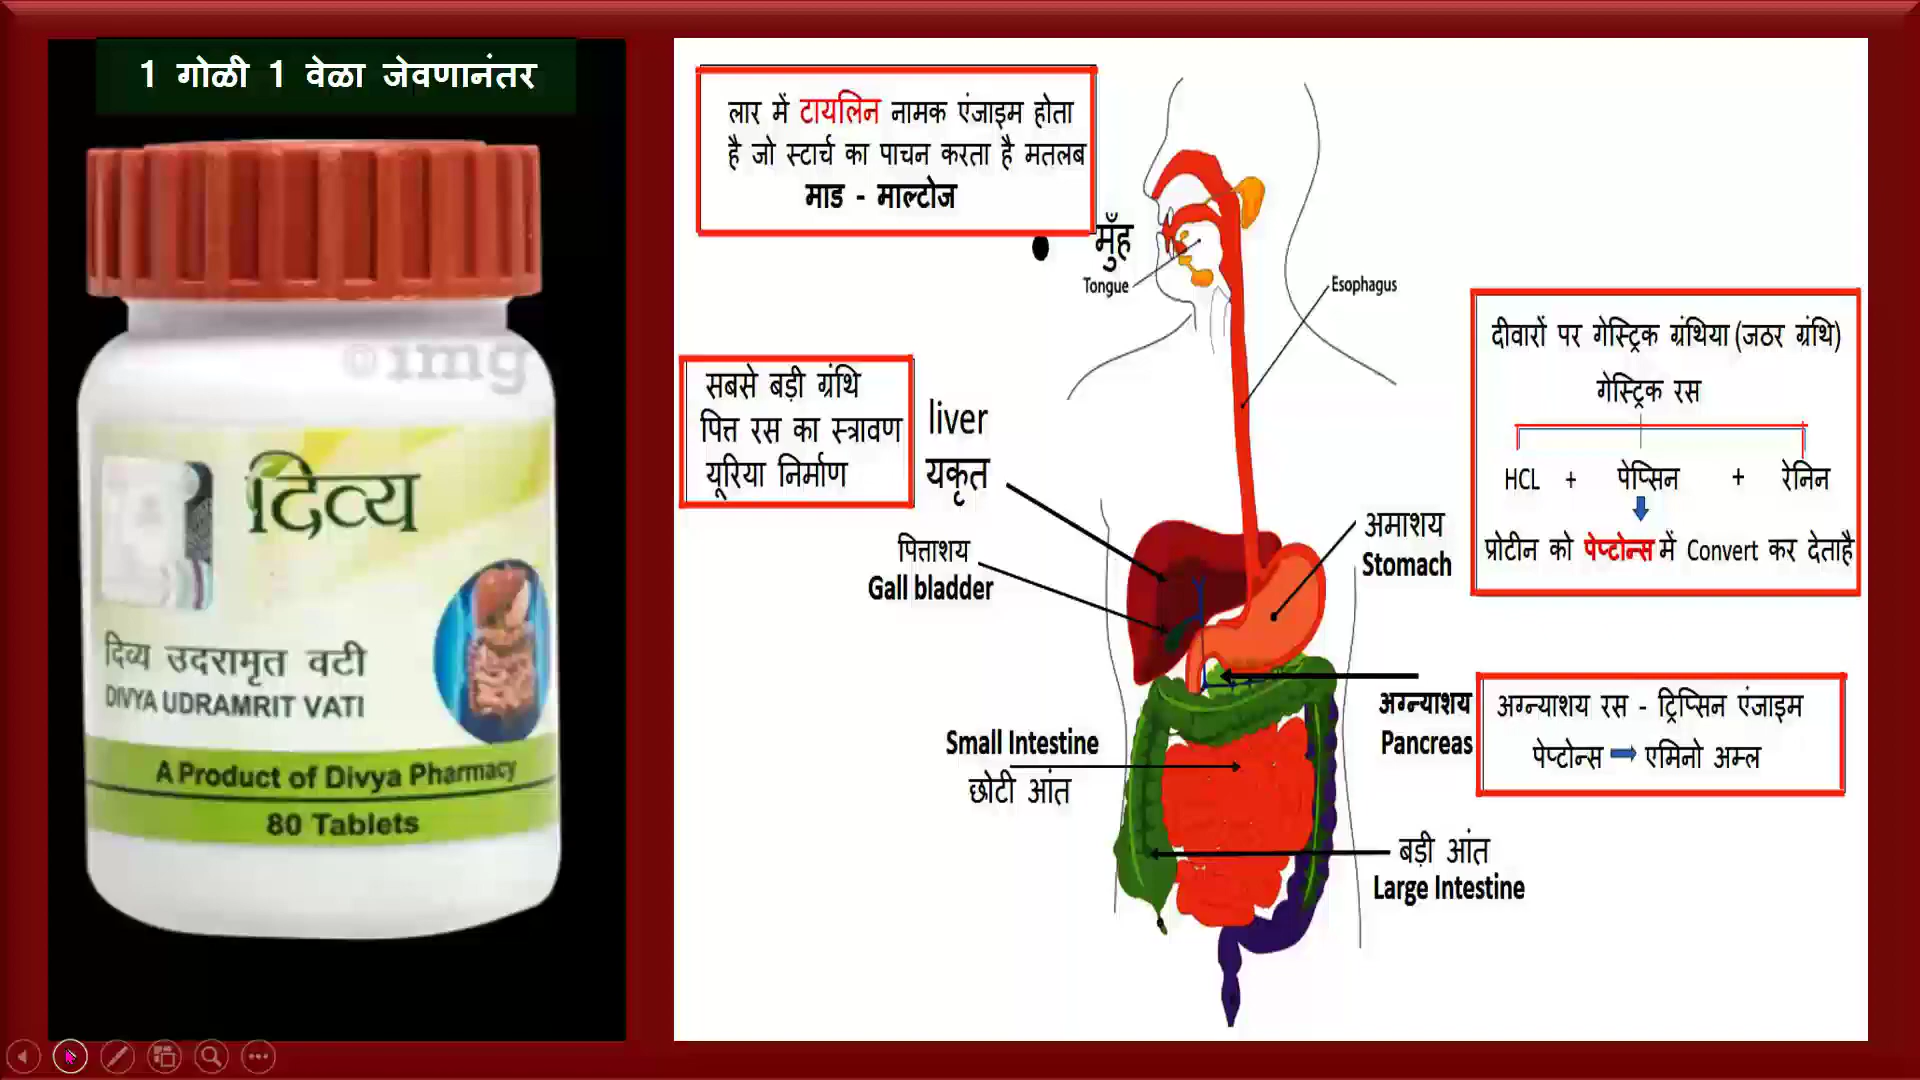 1 गोळी 1 वेळा जेवणानंतर
©1mg
दिव्य
दिव्य उदरामृत वटी
DIVYA UDRAMRIT VATI
A Product of Divya Pharmacy
80 Tablets
लार में टायलिन नामक एंजाइम होता
है जो स्टार्च का पाचन करता है मतलब
माड - माल्टोज
मुँह
Tongue
Esophagus
सबसे बड़ी ग्रंथि
पित्त रस का स्त्रावण
यूरिया निर्माण
liver
यकृत
पित्ताशय
Gall bladder
अमाशय
Stomach
दीवारों पर गेस्ट्रिक ग्रंथिया (जठर ग्रंथि)
गेस्ट्रिक रस
HCL + पेप्सिन + रेनिन
प्रोटीन को पेप्टोन्स में Convert कर देताहै
अग्न्याशय
Pancreas
अग्न्याशय रस - ट्रिप्सिन एंजाइम
पेप्टोन्स ➡ एमिनो अम्ल
Small Intestine
छोटी आंत
बड़ी आंत
Large Intestine